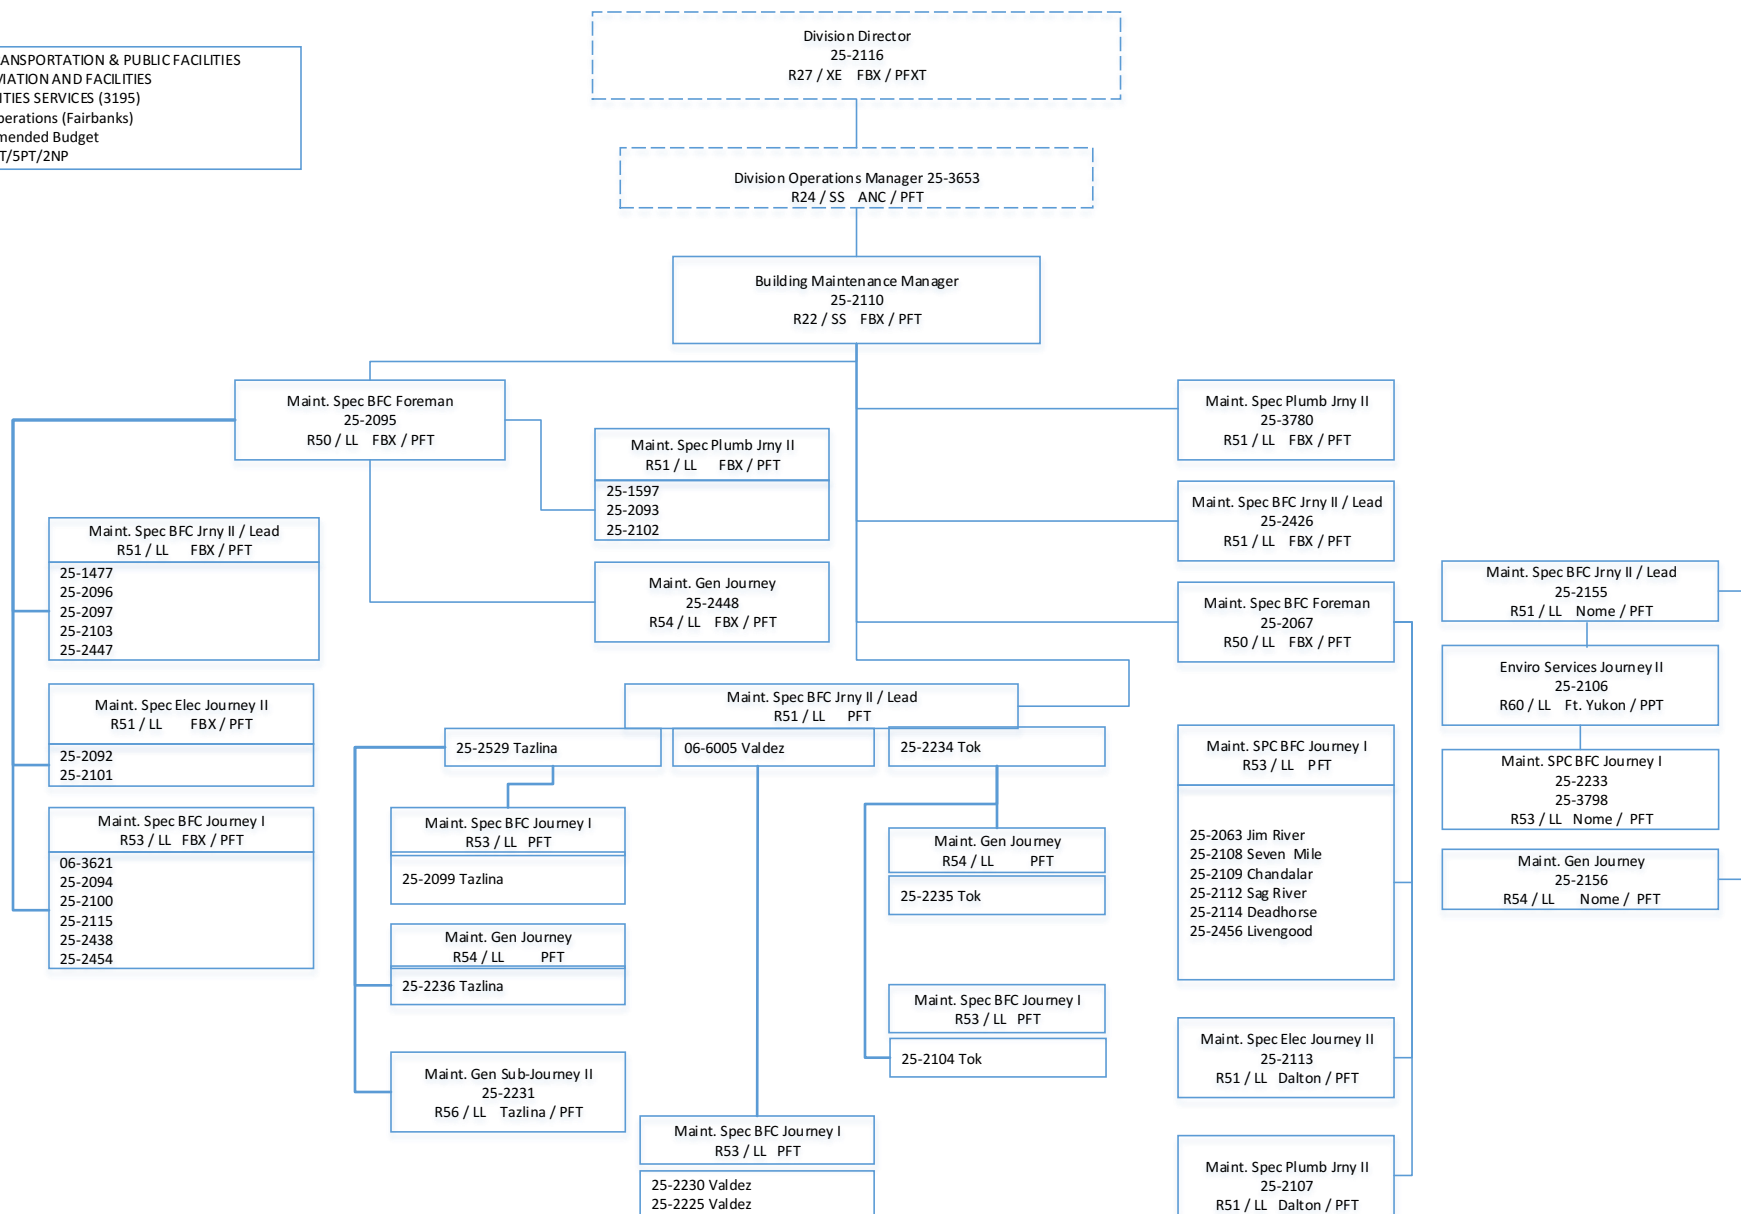 Division Director
25-2116
R27 / XE FBX / PFXT
ANSPORTATION & PUBLIC FACILITIES
VIATION AND FACILITIES
ITIES SERVICES (3195)
perations (Fairbanks)
mended Budget
T/5PT/2NP
Division Operations Manager 25-3653
R24 / SS ANC / PFT
Building Maintenance Manager
25-2110
R22 / SS FBX / PFT
Maint. Spec BFC Foreman
25-2095
R50 / LL FBX / PFT
Maint. Spec Plumb Jrny II
R51 / LL FBX / PFT
25-1597
25-2093
25-2102
Maint. Gen Journey
25-2448
R54 / LL FBX / PFT
Maint. Spec BFC Jrny II / Lead
R51 / LL FBX / PFT
25-1477
25-2096
25-2097
25-2103
25-2447
Maint. Spec Elec Journey II
R51 / LL FBX / PFT
25-2092
25-2101
Maint. Spec BFC Journey I
R53 / LL FBX / PFT
06-3621
25-2094
25-2100
25-2115
25-2438
25-2454
Maint. Spec BFC Jrny II / Lead
R51 / LL PFT
25-2529 Tazlina
06-6005 Valdez
25-2234 Tok
Maint. Spec BFC Journey I
R53 / LL PFT
25-2099 Tazlina
Maint. Gen Journey
R54 / LL PFT
25-2236 Tazlina
Maint. Gen Sub-Journey II
25-2231
R56 / LL Tazlina / PFT
Maint. Spec BFC Journey I
R53 / LL PFT
25-2230 Valdez
25-2225 Valdez
Maint. Gen Journey
R54 / LL PFT
25-2235 Tok
Maint. Spec BFC Journey I
R53 / LL PFT
25-2104 Tok
Maint. Spec Plumb Jrny II
25-3780
R51 / LL FBX / PFT
Maint. Spec BFC Jrny II / Lead
25-2426
R51 / LL FBX / PFT
Maint. Spec BFC Foreman
25-2067
R50 / LL FBX / PFT
Maint. SPC BFC Journey I
R53 / LL PFT
25-2063 Jim River
25-2108 Seven Mile
25-2109 Chandalar
25-2112 Sag River
25-2114 Deadhorse
25-2456 Livengood
Maint. Spec Elec Journey II
25-2113
R51 / LL Dalton / PFT
Maint. Spec Plumb Jrny II
25-2107
R51 / LL Dalton / PFT
Maint. Spec BFC Jrny II / Lead
25-2155
R51 / LL Nome / PFT
Enviro Services Journey II
25-2106
R60 / LL Ft. Yukon / PPT
Maint. SPC BFC Journey I
25-2233
25-3798
R53 / LL Nome / PFT
Maint. Gen Journey
25-2156
R54 / LL Nome / PFT